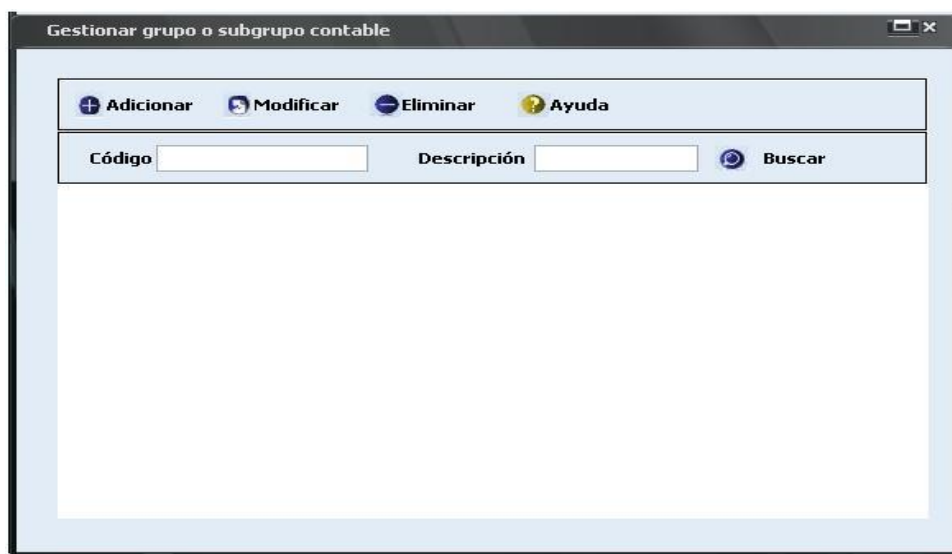 Gestionar grupo o subgrupo contable
Adicionar Modificar Eliminar Ayuda
Código Descripción Buscar